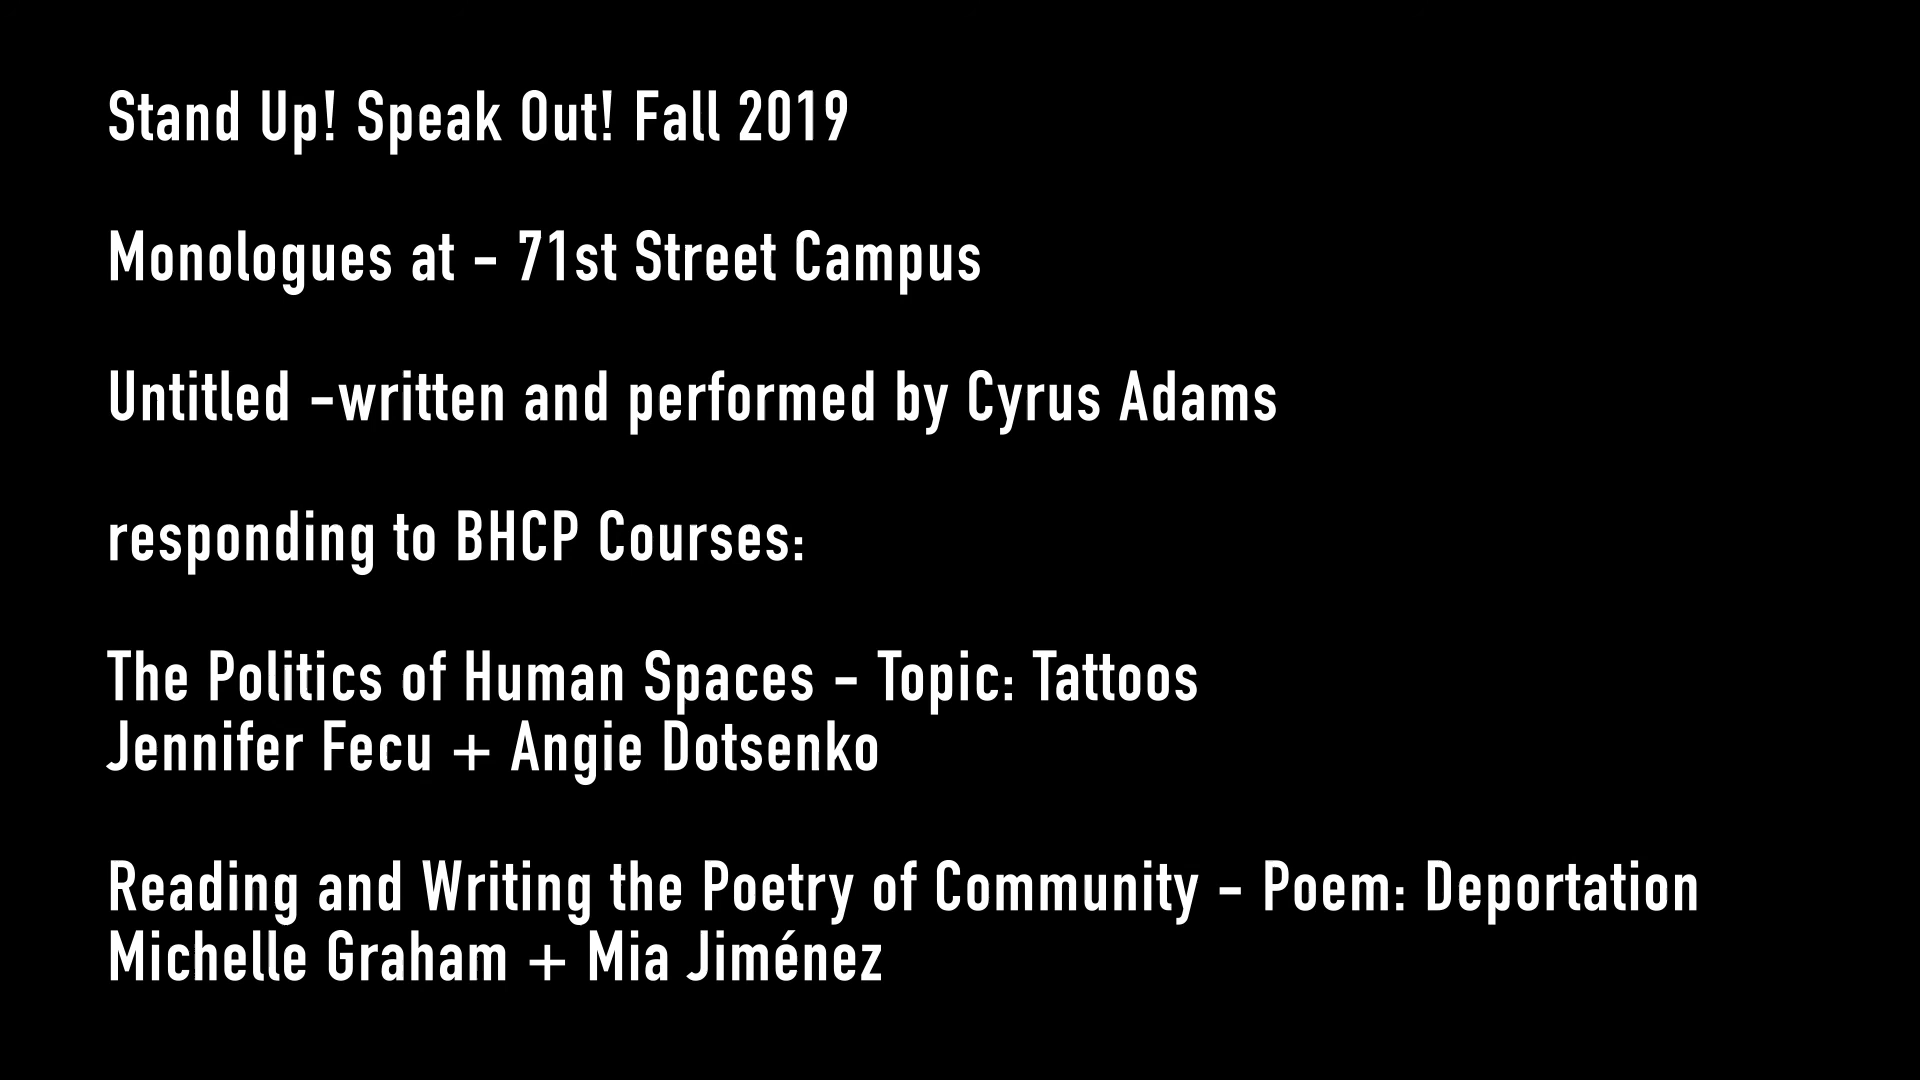 Stand Up! Speak Out! Fall 2019
Monologues at - 71st Street Campus
Untitled -written and performed by Cyrus Adams
responding to BHCP Courses:
The Politics of Human Spaces - Topic: Tattoos
Jennifer Fecu + Angie Dotsenko
Reading and Writing the Poetry of Community - Poem: Deportation
Michelle Graham + Mia Jiménez